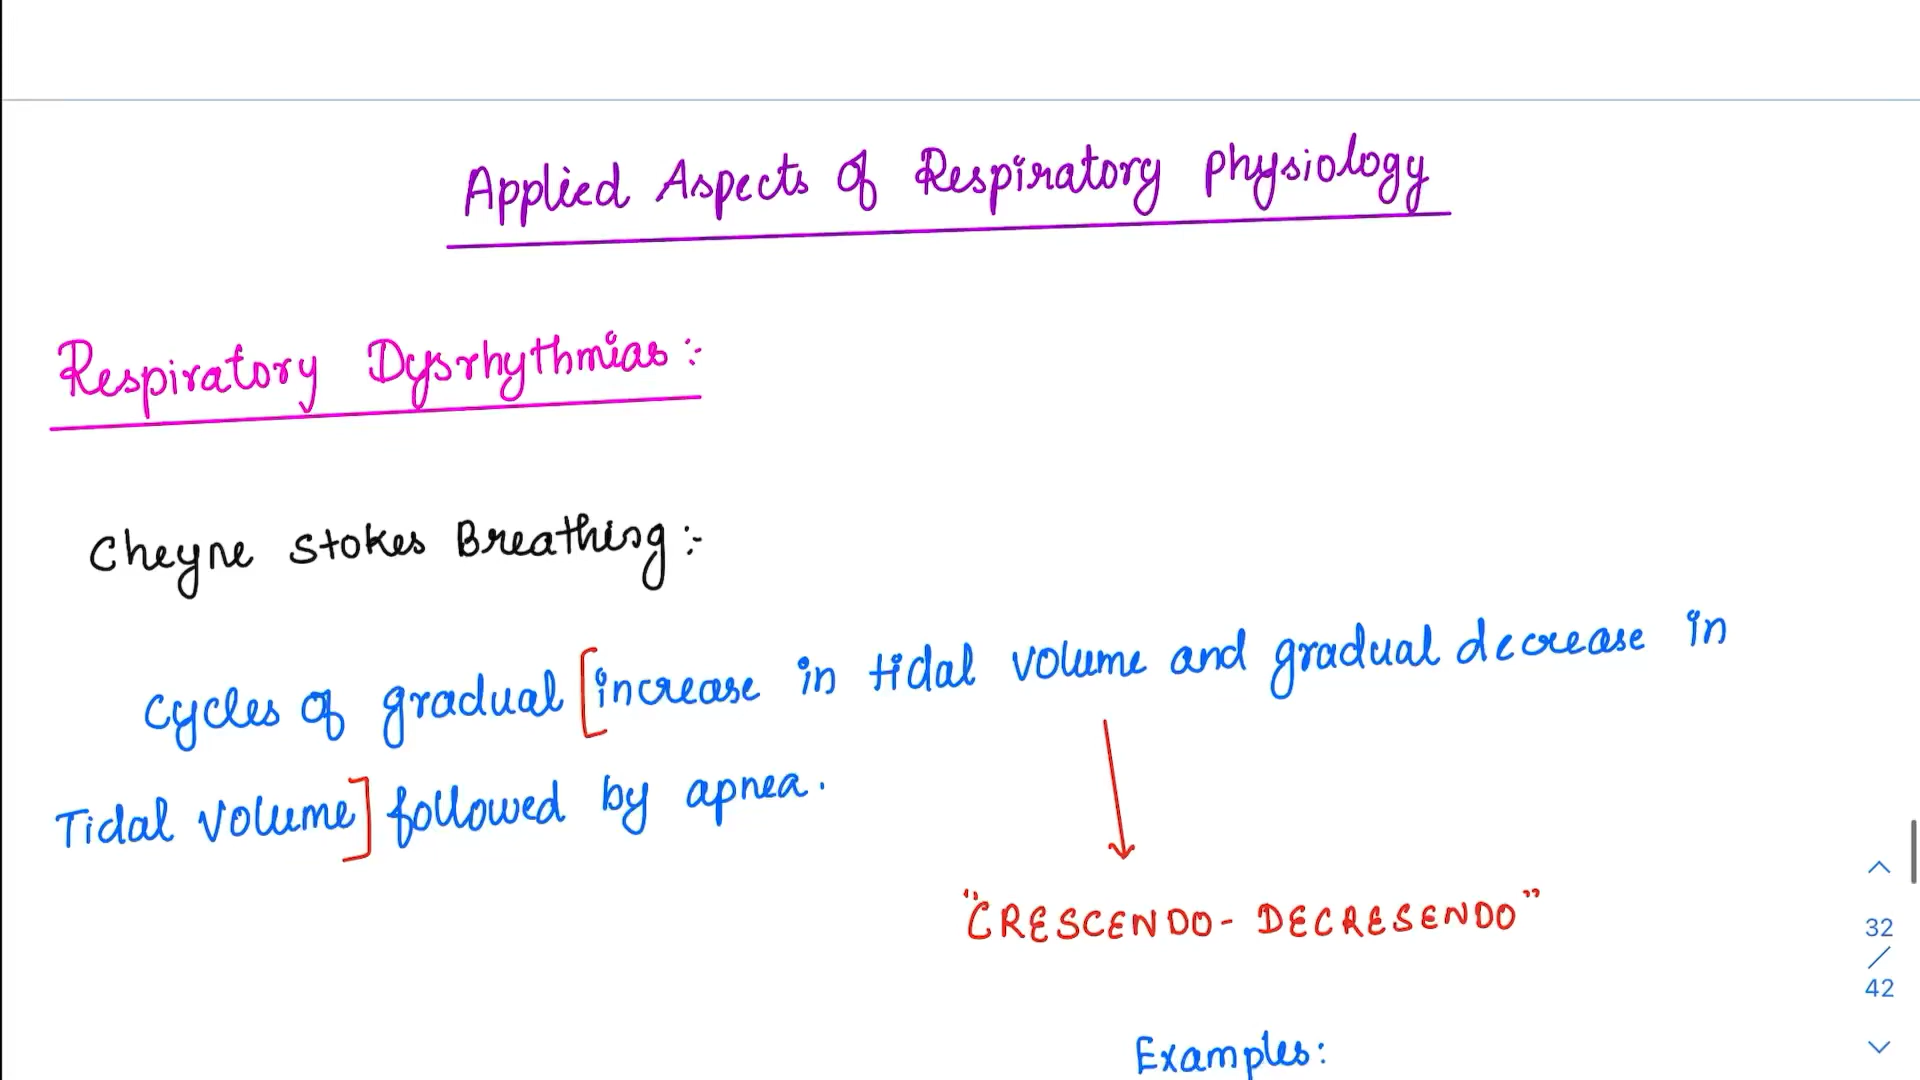 Applied Aspects of Respiratory physiology
Respiratory Dysrhythmias :-
Cheyne Stokes Breathing :-
cycles of gradual [increase in tidal volume and gradual decrease in
Tidal volume] followed by apnea.
"CRESCENDO - DECRESENDO"
Examples:
32
/
42